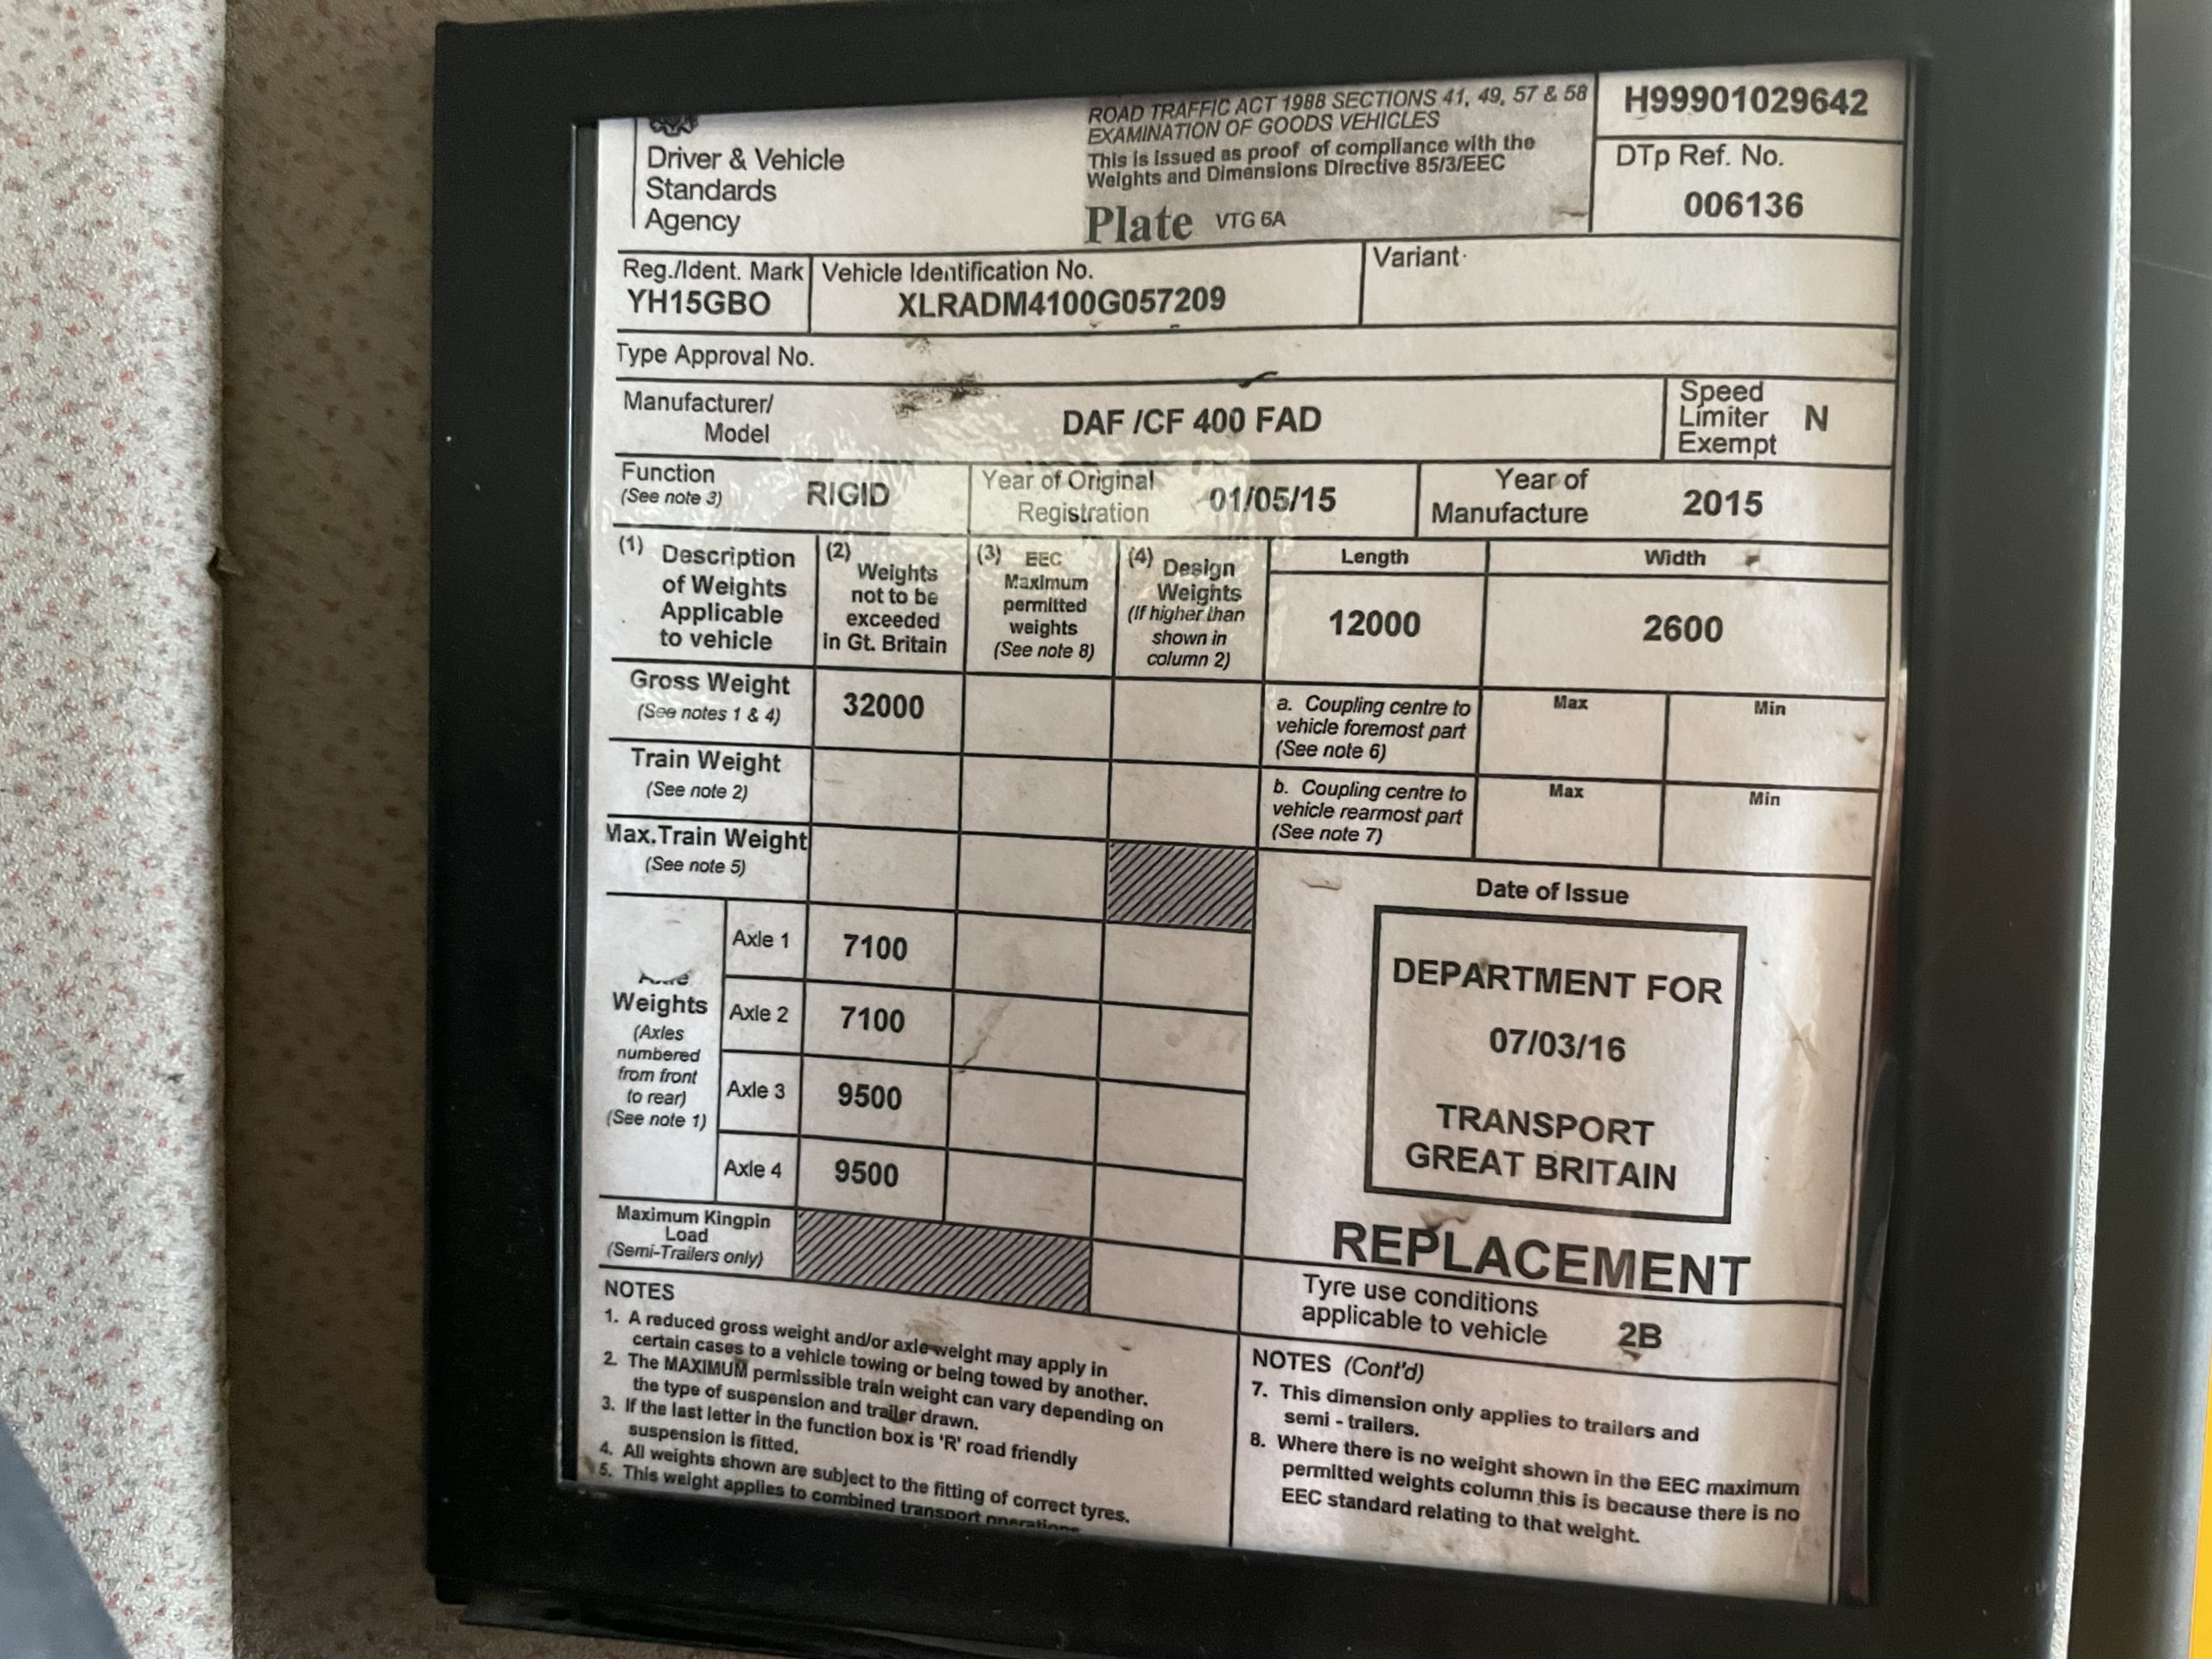 ROAD TRAFFIC ACT 1988 SECTIONS 41, 49, 57 & 58
EXAMINATION OF GOODS VEHICLES
This is issued as proof of compliance with the
Weights and Dimensions Directive 85/3/EEC
Plate VTG 6A
Driver & Vehicle
Standards
Agency
H99901029642
DTp Ref. No.
006136
Reg./Ident. Mark
YH15GBO
Vehicle Identification No.
XLRADM4100G057209
Variant
Type Approval No.
Manufacturer/
Model
DAF /CF 400 FAD
Speed
Limiter
Exempt
N
Function
(See note 3)
RIGID
Year of Original
Registration
01/05/15
Year of
Manufacture
2015
(1) Description
of Weights
Applicable
to vehicle
(2) Weights
not to be
exceeded
in Gt. Britain
(3) EEC
Maximum
permitted
weights
(See note 8)
(4) Design
Weights
(If higher than
shown in
column 2)
Length
12000
Width
2600
Gross Weight
(See notes 1 & 4)
32000
a. Coupling centre to
vehicle foremost part
(See note 6)
Max
Min
Train Weight
(See note 2)
b. Coupling centre to
vehicle rearmost part
(See note 7)
Max
Min
Max. Train Weight
(See note 5)
Weights
(Axles
numbered
from front
to rear)
(See note 1)
Axle 1 7100
Axle 2 7100
Axle 3 9500
Axle 4 9500
Maximum Kingpin
Load
(Semi-Trailers only)
Date of Issue
DEPARTMENT FOR
07/03/16
TRANSPORT
GREAT BRITAIN
REPLACEMENT
Tyre use conditions
applicable to vehicle
2B
NOTES
1. A reduced gross weight and/or axle weight may apply in
certain cases to a vehicle towing or being towed by another.
2. The MAXIMUM permissible train weight can vary depending on
the type of suspension and trailer drawn.
3. If the last letter in the function box is 'R' road friendly
suspension is fitted.
4. All weights shown are subject to the fitting of correct tyres.
5. This weight applies to combined transport operations
NOTES (Cont'd)
7. This dimension only applies to trailers and
semi - trailers.
8. Where there is no weight shown in the EEC maximum
permitted weights column this is because there is no
EEC standard relating to that weight.